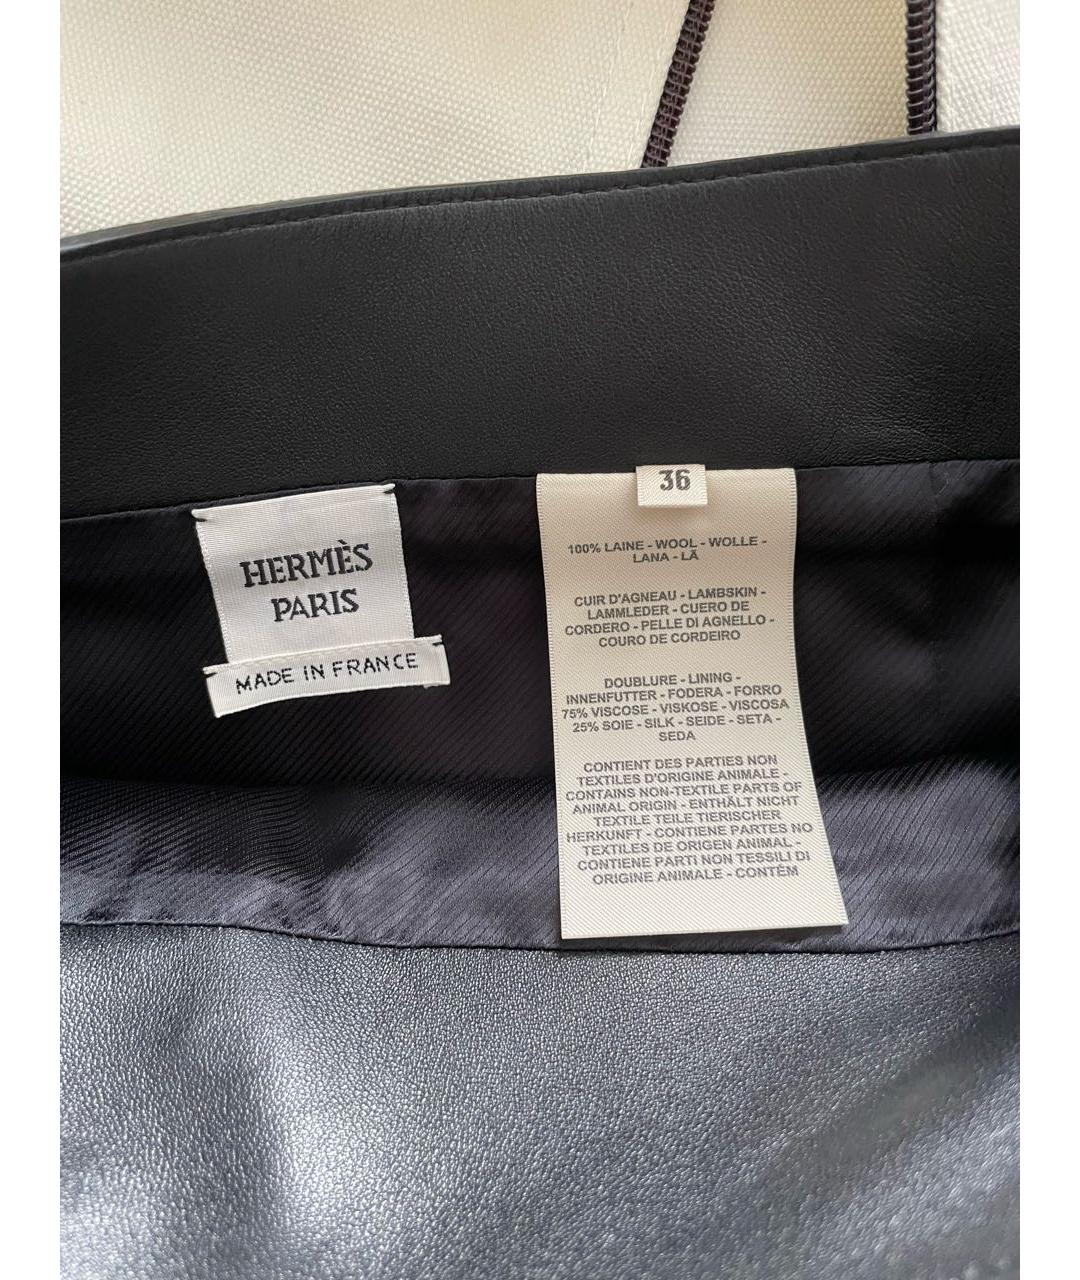 HERMÈS
PARIS
MADE IN FRANCE
36
100% LAINE - WOOL - WOLLE -
LANA - LÃ
CUIR D'AGNEAU - LAMBSKIN -
LAMMLEDER - CUERO DE
CORDERO - PELLE DI AGNELLO -
COURO DE CORDEIRO
DOUBLURE - LINING -
INNENFUTTER - FODERA - FORRO
75% VISCOSE - VISKOSE - VISCOSA
25% SOIE - SILK - SEIDE - SETA -
SEDA
CONTIENT DES PARTIES NON
TEXTILES D'ORIGINE ANIMALE -
CONTAINS NON-TEXTILE PARTS OF
ANIMAL ORIGIN - ENTHÄLT NICHT
TEXTILE TEILE TIERISCHER
HERKUNFT - CONTIENE PARTES NO
TEXTILES DE ORIGEN ANIMAL -
CONTIENE PARTI NON TESSILI DI
ORIGINE ANIMALE - CONTÉM